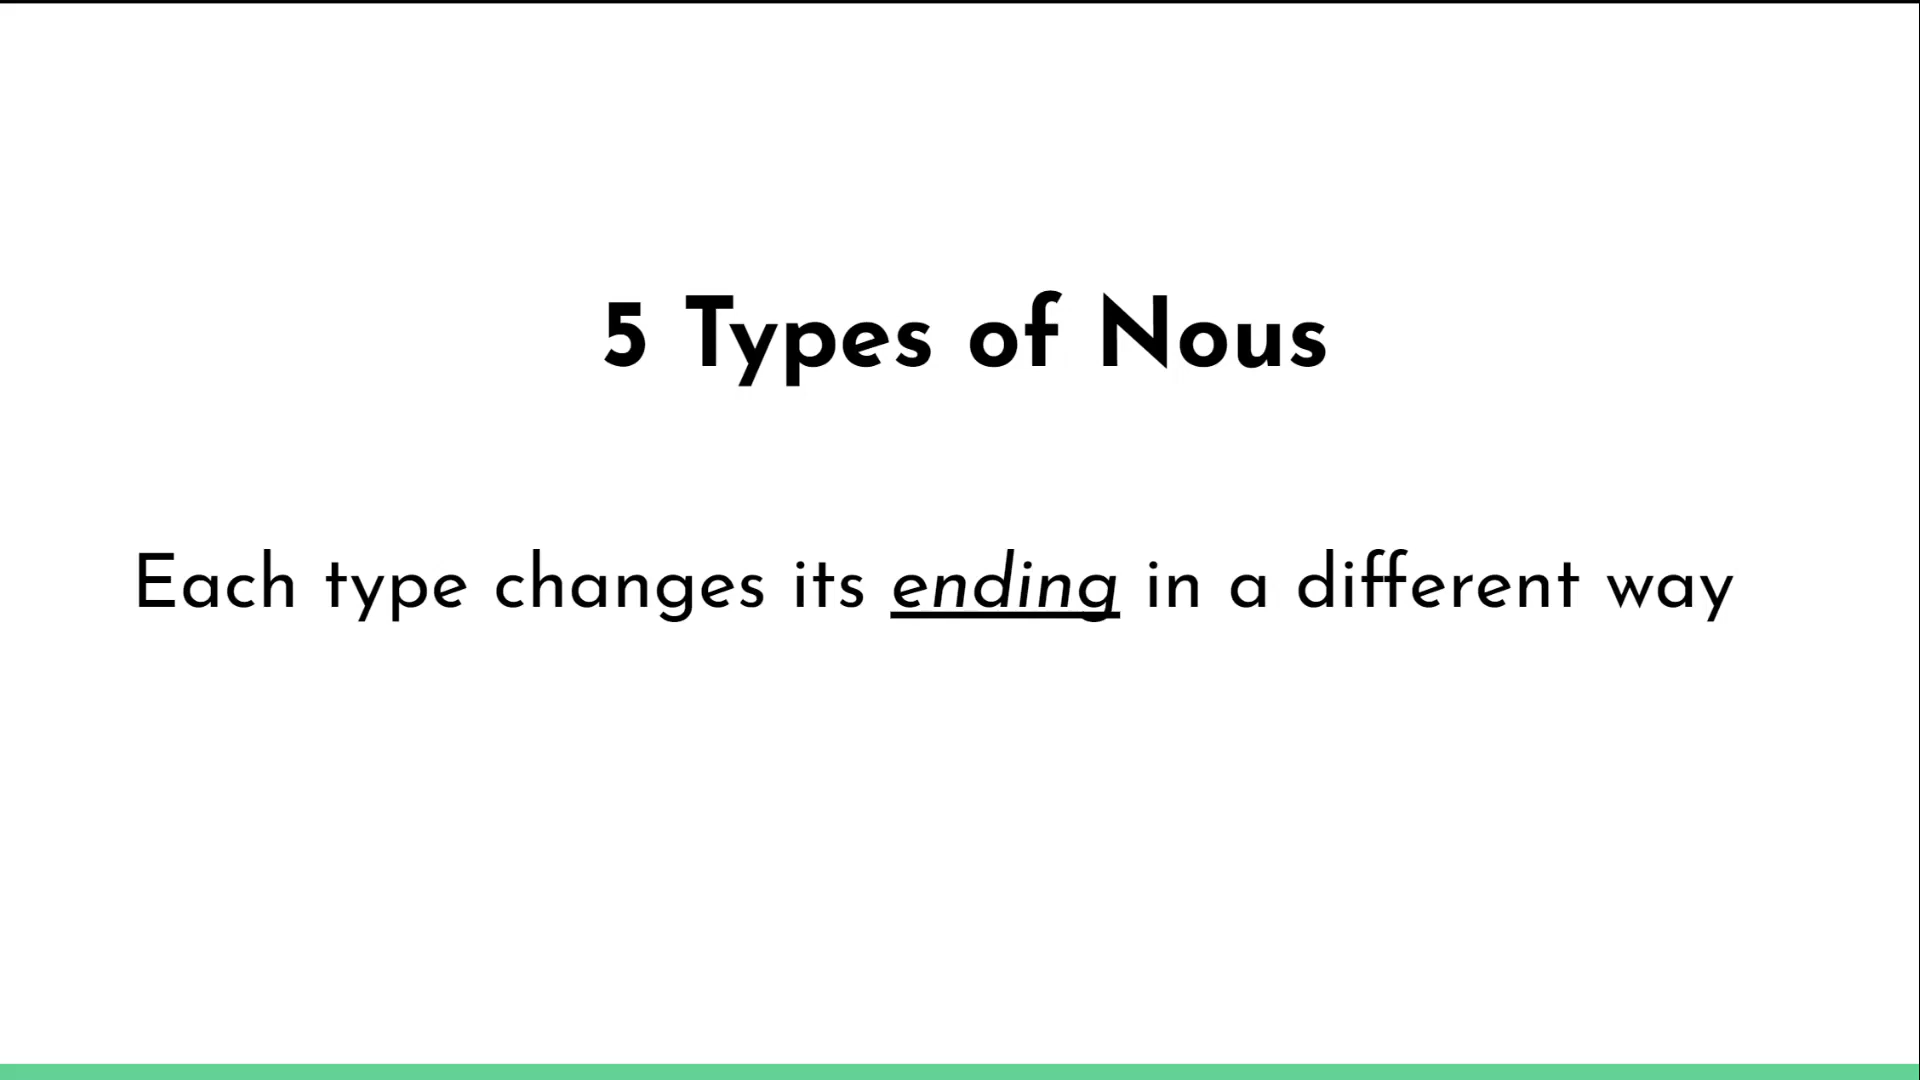 5 Types of Nous
Each type changes its ending in a different way